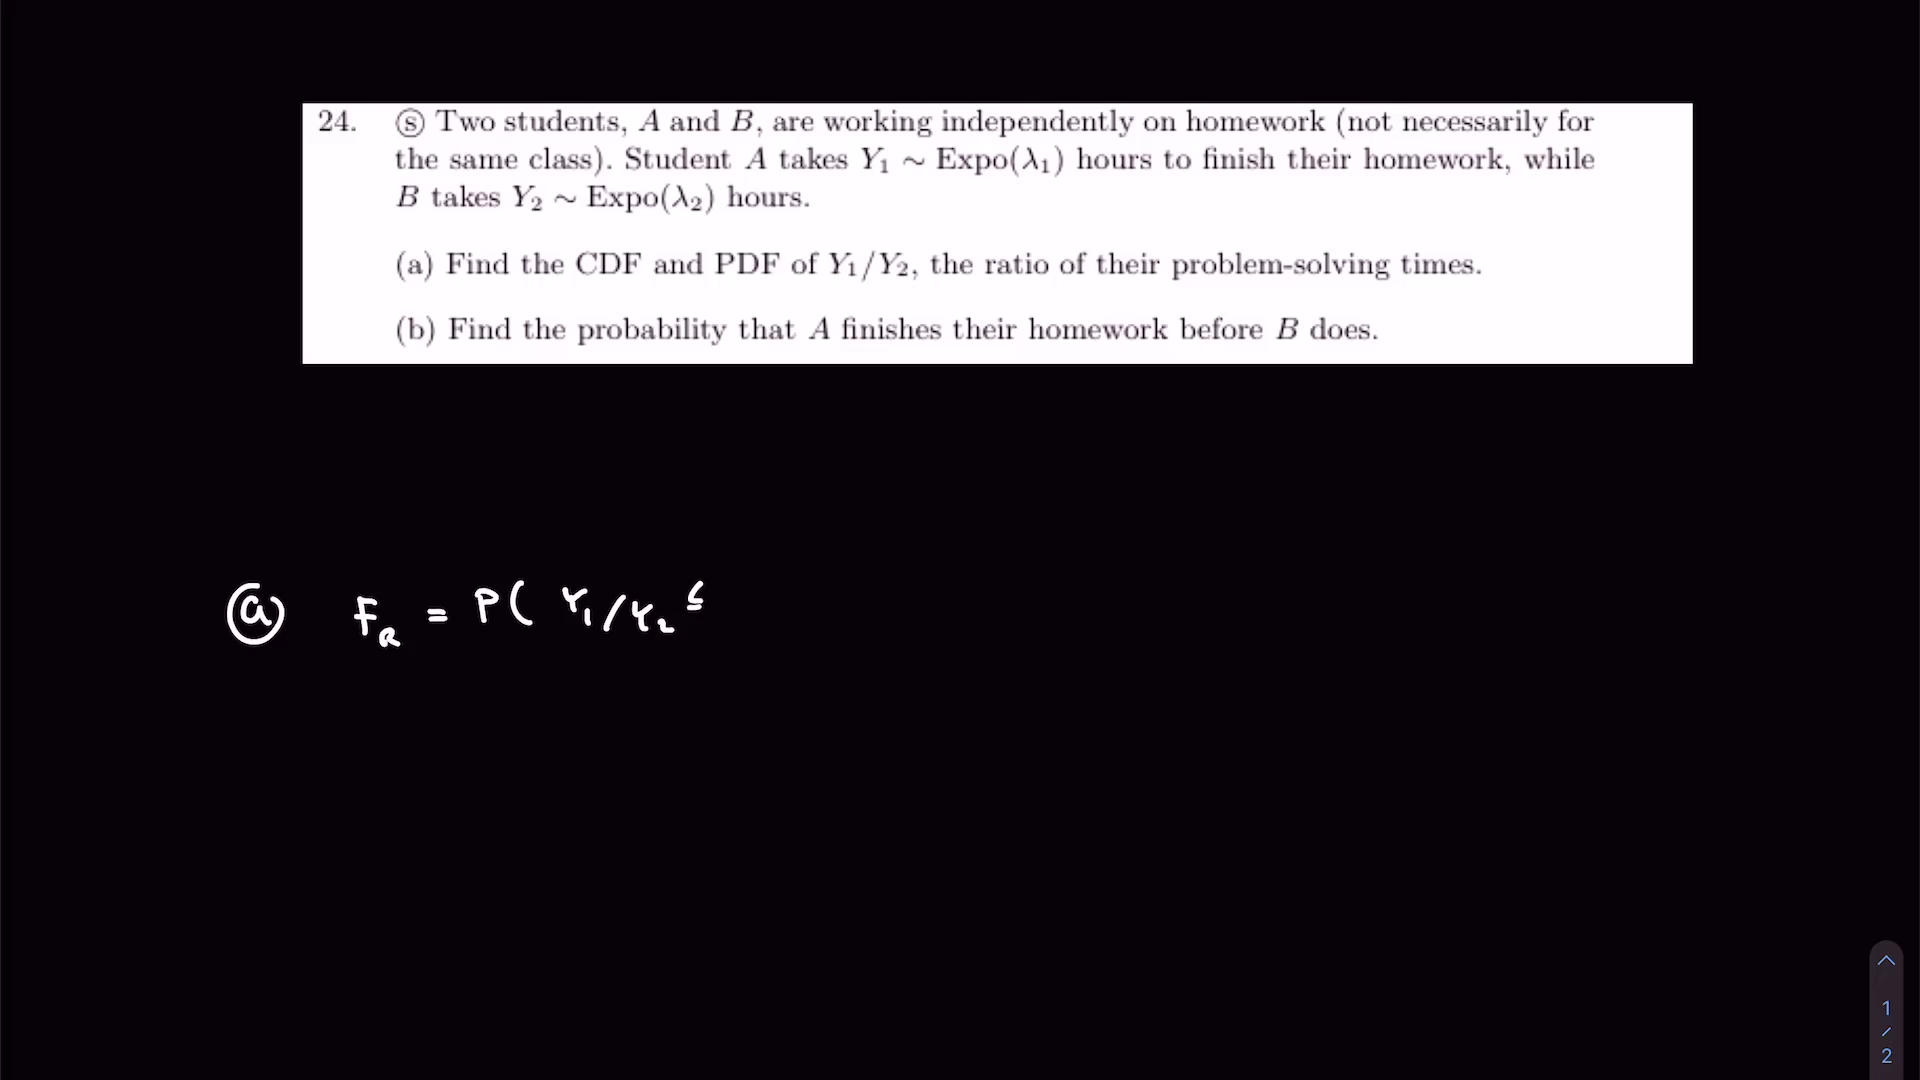 24. Ⓢ Two students, A and B, are working independently on homework (not necessarily for
the same class). Student A takes Y₁ ∼ Expo(λ₁) hours to finish their homework, while
B takes Y₂ ∼ Expo(λ₂) hours.
(a) Find the CDF and PDF of Y₁/Y₂, the ratio of their problem-solving times.
(b) Find the probability that A finishes their homework before B does.
ⓐ F_R = P( Y₁/Y₂ ≤
1
/
2